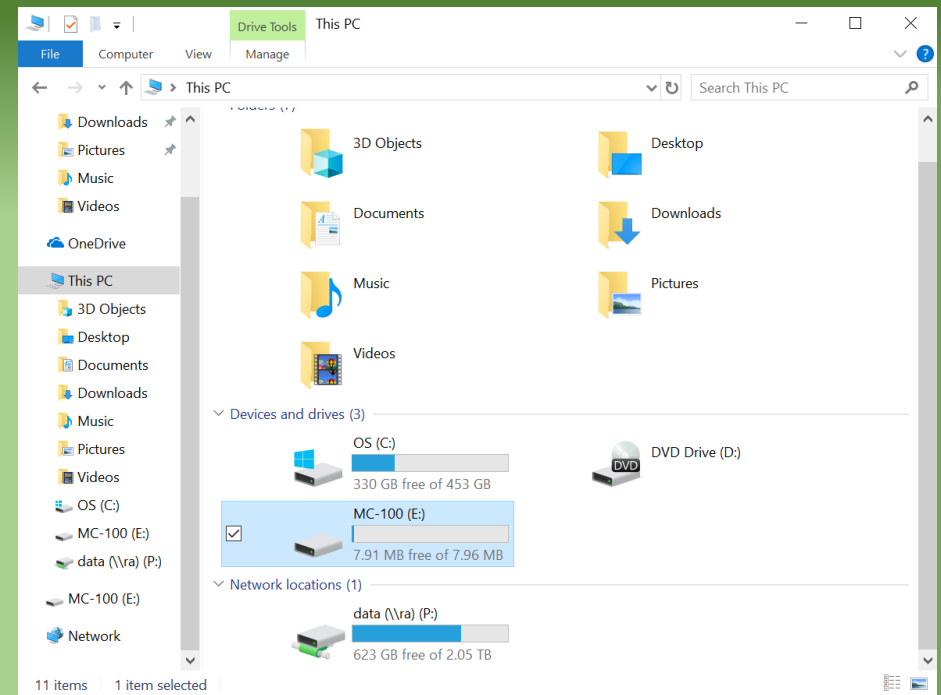 Drive Tools
This PC
File
Computer
View
Manage
This PC
Search This PC
Downloads
Pictures
Music
Videos
OneDrive
This PC
3D Objects
Desktop
Documents
Downloads
Music
Pictures
Videos
OS (C:)
MC-100 (E:)
data (\\ra) (P:)
MC-100 (E:)
Network
Folders (7)
3D Objects
Desktop
Documents
Downloads
Music
Pictures
Videos
Devices and drives (3)
OS (C:)
330 GB free of 453 GB
DVD
DVD Drive (D:)
MC-100 (E:)
7.91 MB free of 7.96 MB
Network locations (1)
data (\\ra) (P:)
623 GB free of 2.05 TB
11 items
1 item selected